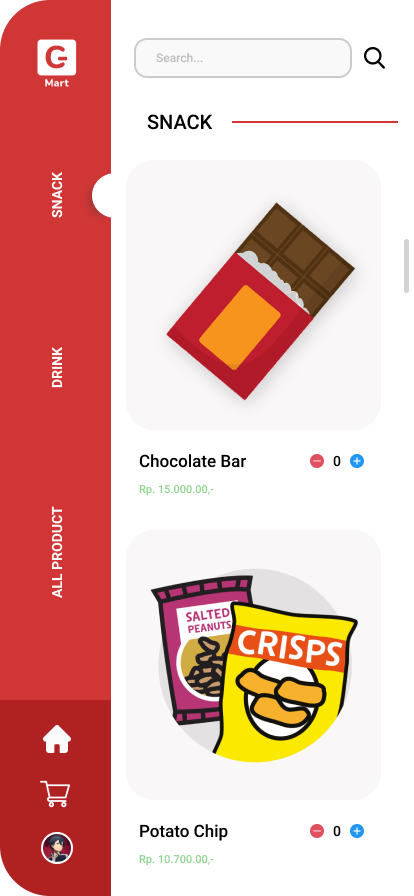 G
Mart
Search...
SNACK
SNACK
DRINK
ALL PRODUCT
Chocolate Bar
0
Rp. 15.000.00,-
SALTED
PEANUTS
CRISPS
Potato Chip
0
Rp. 10.700.00,-